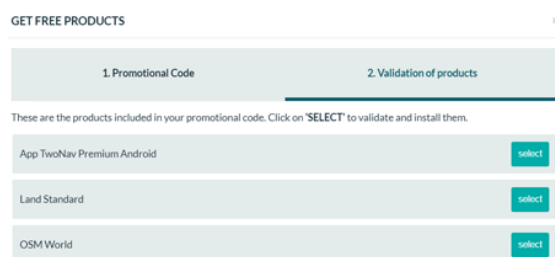 GET FREE PRODUCTS
1. Promotional Code 2. Validation of products
These are the products included in your promotional code. Click on 'SELECT' to validate and install them.
App TwoNav Premium Android select
Land Standard select
OSM World select